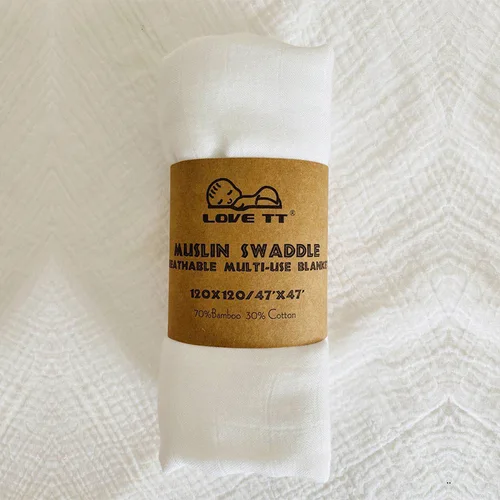 LOVE TT®
MUSLIN SWADDLE
EATHABLE MULTI-USE BLANK
120X120/47'X47'
70%Bamboo 30% Cotton